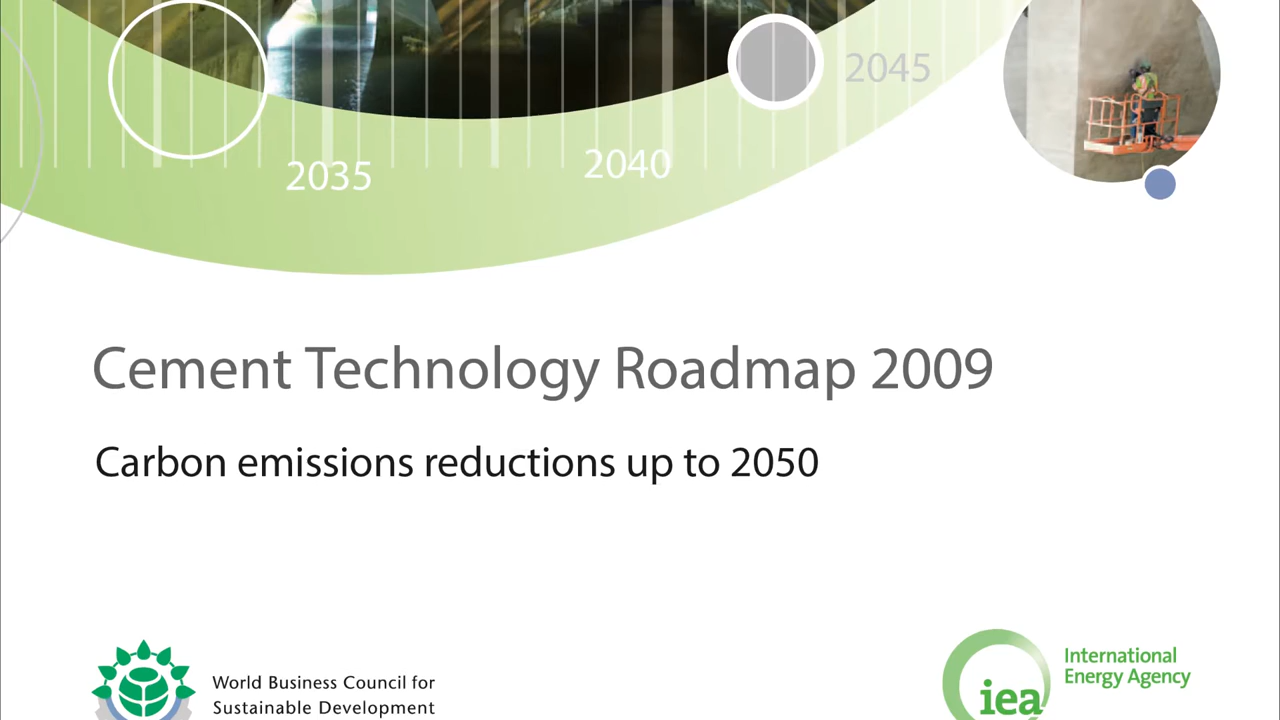 2045
2035
2040
Cement Technology Roadmap 2009
Carbon emissions reductions up to 2050
World Business Council for
Sustainable Development
International
Energy Agency
iea